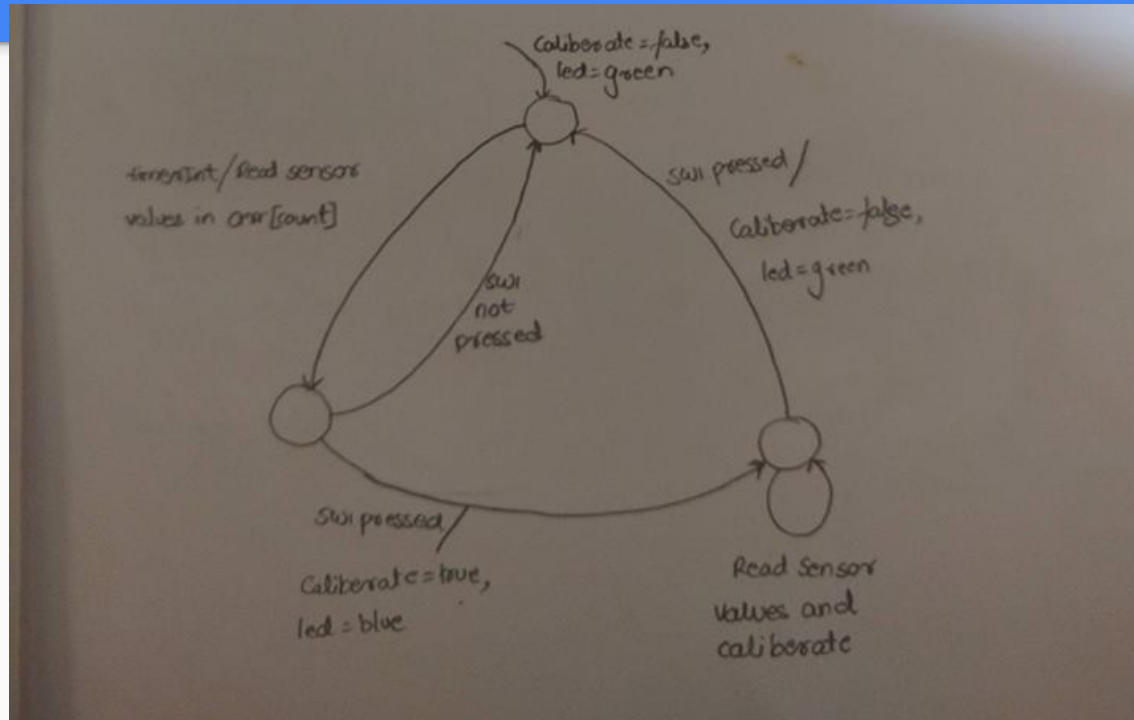 Caliberate = false,
led = green
timerInt / Read sensor
values in arr[count]
SW1 pressed /
Caliberate = false,
led = green
SW1
not
pressed
SW1 pressed /
Caliberate = true,
led = blue
Read Sensor
values and
caliberate